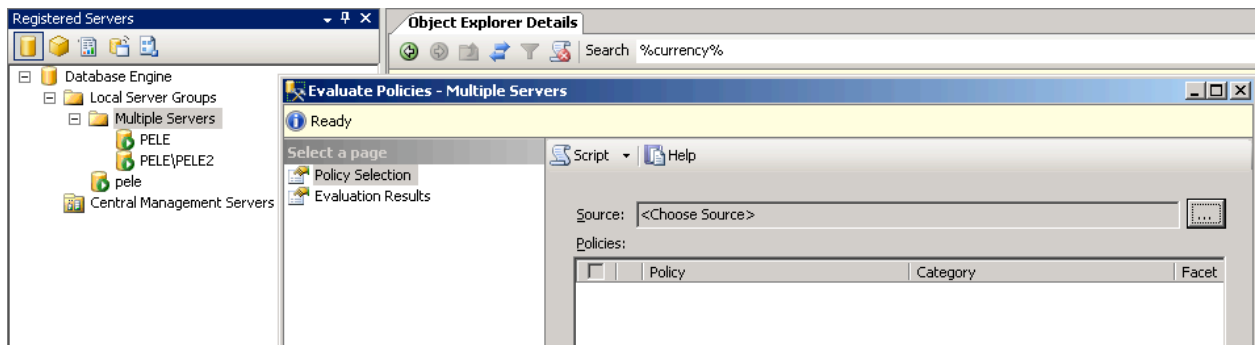 Registered Servers
Object Explorer Details
Search %currency%
Database Engine
Local Server Groups
Multiple Servers
PELE
PELE\PELE2
pele
Central Management Servers
Evaluate Policies - Multiple Servers
Ready
Select a page
Policy Selection
Evaluation Results
Script Help
Source: <Choose Source> ...
Policies:
Policy Category Facet